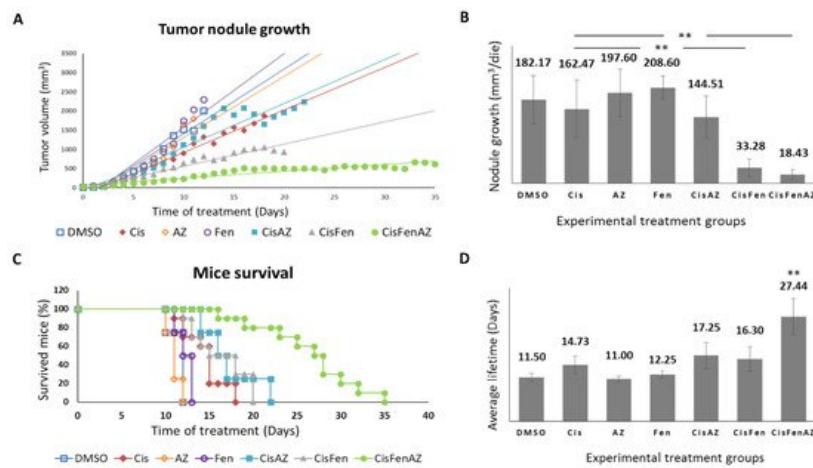 A
Tumor nodule growth
Tumor volume (mm³)
3500
3000
2500
2000
1500
1000
500
0
0
5
10
15
20
25
30
35
Time of treatment (Days)
DMSO
Cis
AZ
Fen
CisAZ
CisFen
CisFenAZ
B
**
**
182.17
162.47
197.60
208.60
144.51
33.28
18.43
Nodule growth (mm³/die)
DMSO
Cis
AZ
Fen
CisAZ
CisFen
CisFenAZ
Experimental treatment groups
C
Mice survival
Survived mice (%)
120
100
80
60
40
20
0
0
5
10
15
20
25
30
35
40
Time of treatment (Days)
DMSO
Cis
AZ
Fen
CisAZ
CisFen
CisFenAZ
D
**
11.50
14.73
11.00
12.25
17.25
16.30
27.44
Average lifetime (Days)
DMSO
Cis
AZ
Fen
CisAZ
CisFen
CisFenAZ
Experimental treatment groups